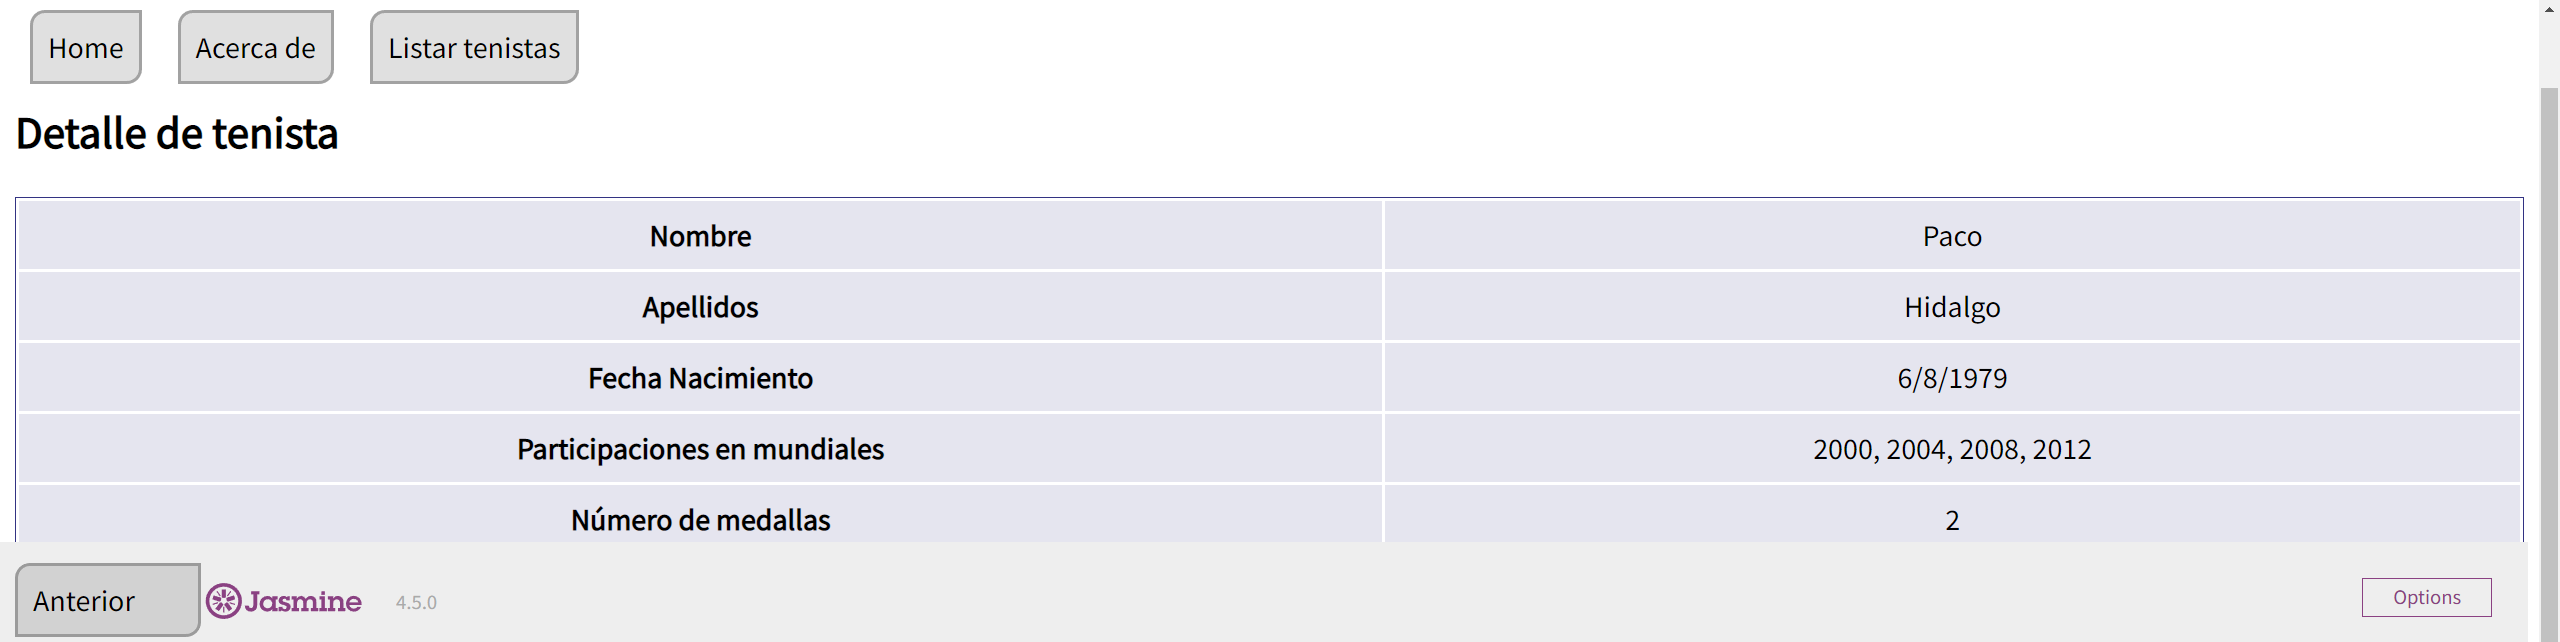 Home Acerca de Listar tenistas
Detalle de tenista
Nombre Paco
Apellidos Hidalgo
Fecha Nacimiento 6/8/1979
Participaciones en mundiales 2000, 2004, 2008, 2012
Número de medallas 2
Anterior Jasmine 4.5.0 Options